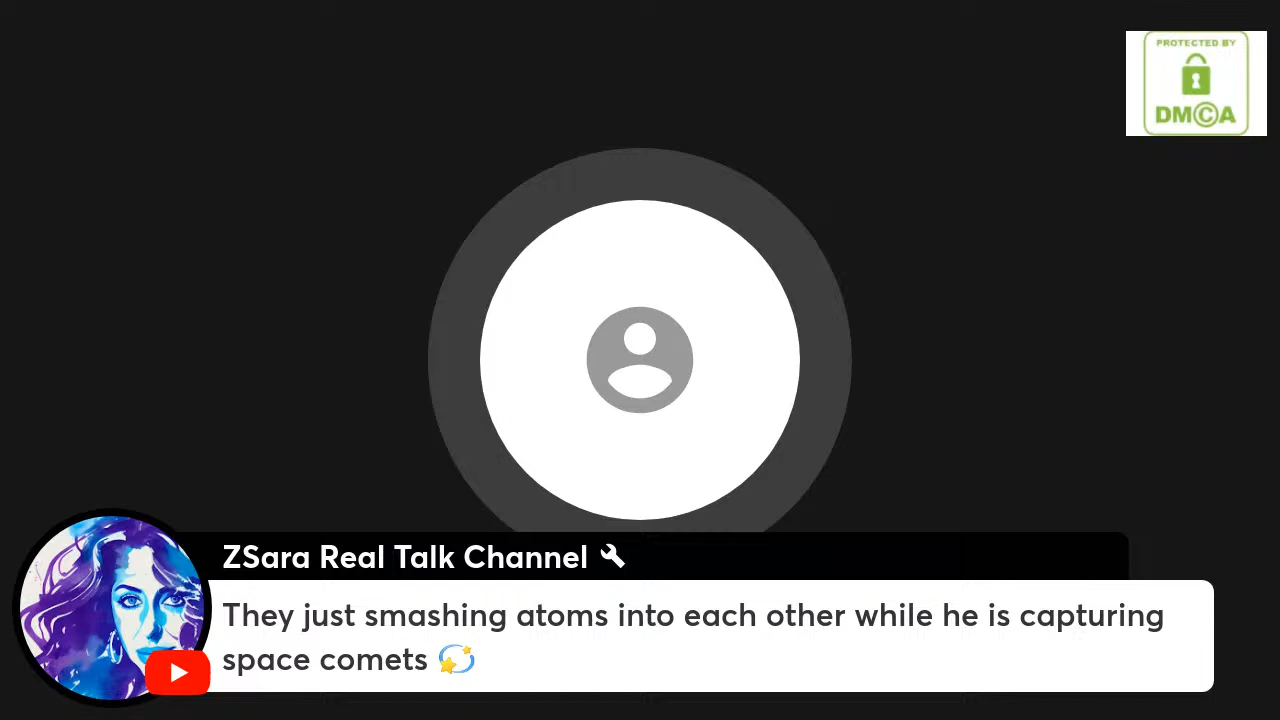 PROTECTED BY
DMCA
ZSara Real Talk Channel
They just smashing atoms into each other while he is capturing
space comets 💫